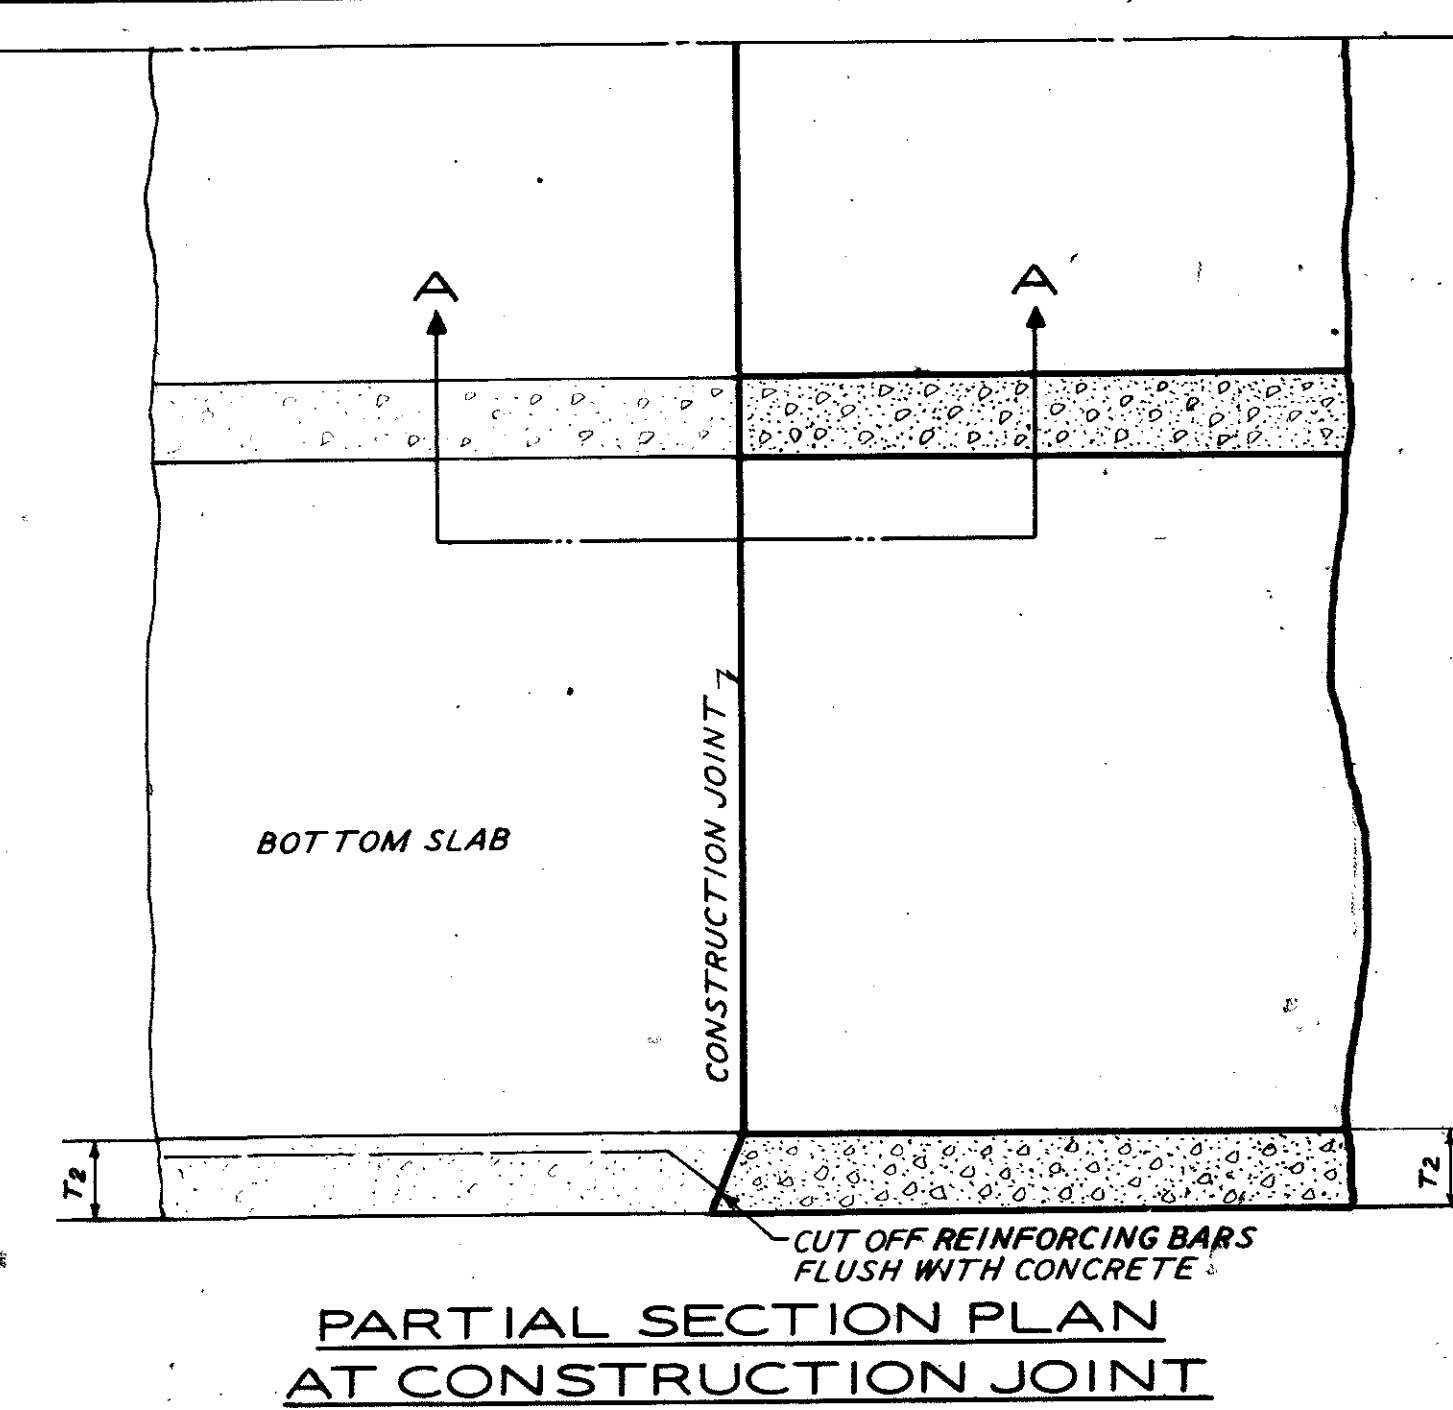 A A
CONSTRUCTION JOINT
BOTTOM SLAB
T2
T2
CUT OFF REINFORCING BARS
FLUSH WITH CONCRETE
PARTIAL SECTION PLAN
AT CONSTRUCTION JOINT